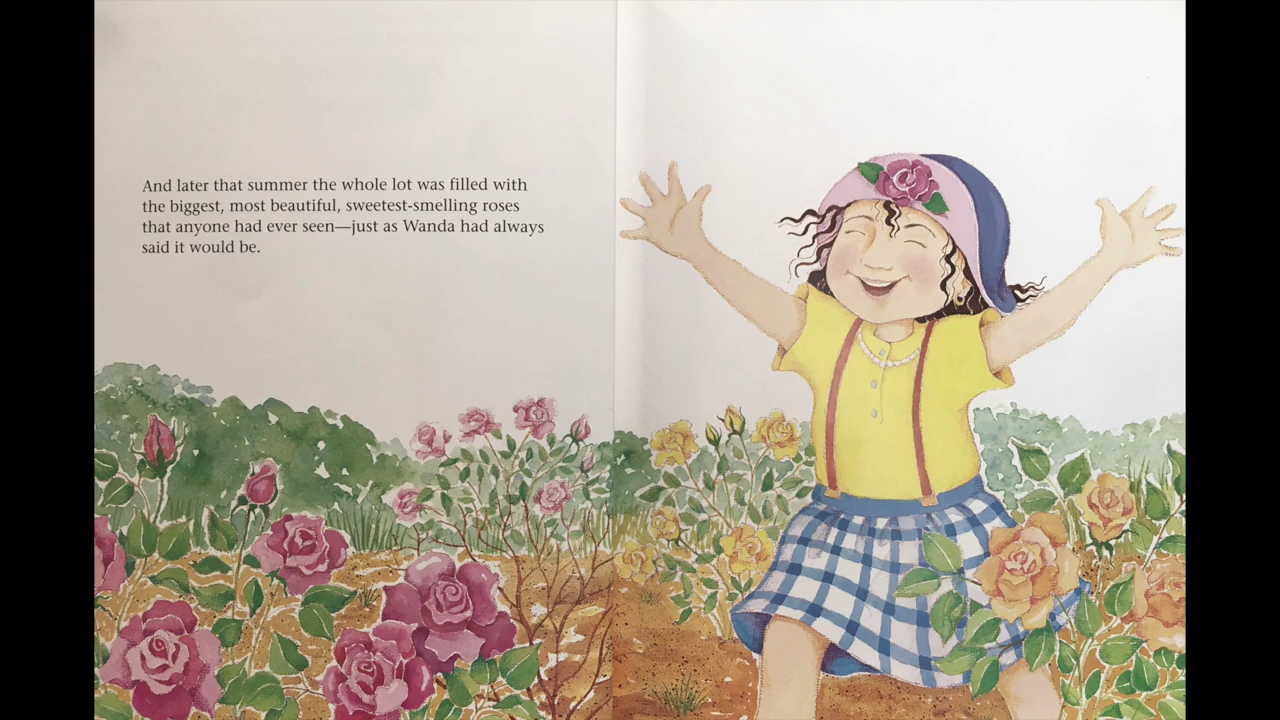 And later that summer the whole lot was filled with
the biggest, most beautiful, sweetest-smelling roses
that anyone had ever seen—just as Wanda had always
said it would be.